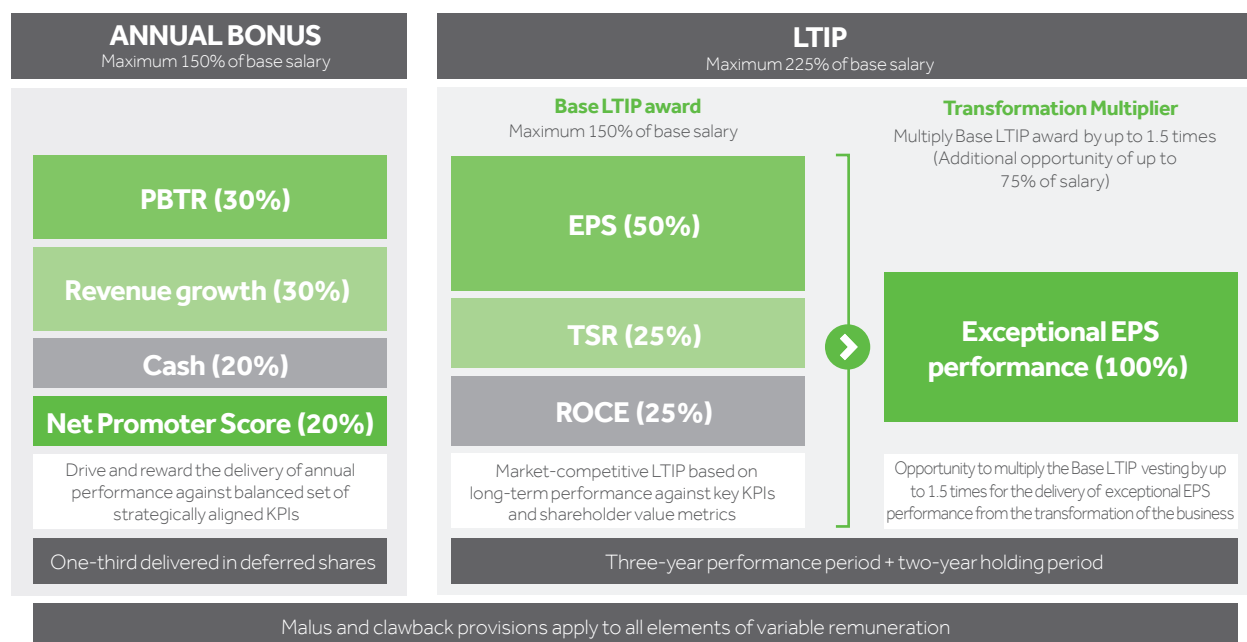 ANNUAL BONUS
Maximum 150% of base salary
PBTR (30%)
Revenue growth (30%)
Cash (20%)
Net Promoter Score (20%)
Drive and reward the delivery of annual
performance against balanced set of
strategically aligned KPIs
One-third delivered in deferred shares
LTIP
Maximum 225% of base salary
Base LTIP award
Maximum 150% of base salary
EPS (50%)
TSR (25%)
ROCE (25%)
Market-competitive LTIP based on
long-term performance against key KPIs
and shareholder value metrics
Transformation Multiplier
Multiply Base LTIP award by up to 1.5 times
(Additional opportunity of up to
75% of salary)
Exceptional EPS
performance (100%)
Opportunity to multiply the Base LTIP vesting by up
to 1.5 times for the delivery of exceptional EPS
performance from the transformation of the business
Three-year performance period + two-year holding period
Malus and clawback provisions apply to all elements of variable remuneration